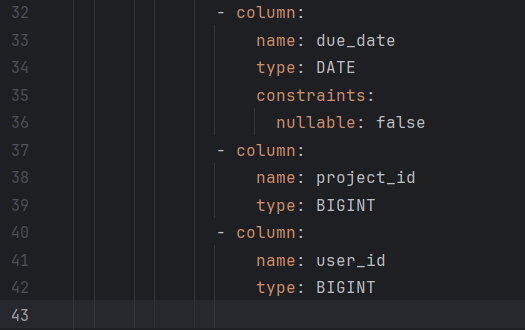 32 - column:
33 name: due_date
34 type: DATE
35 constraints:
36 nullable: false
37 - column:
38 name: project_id
39 type: BIGINT
40 - column:
41 name: user_id
42 type: BIGINT
43